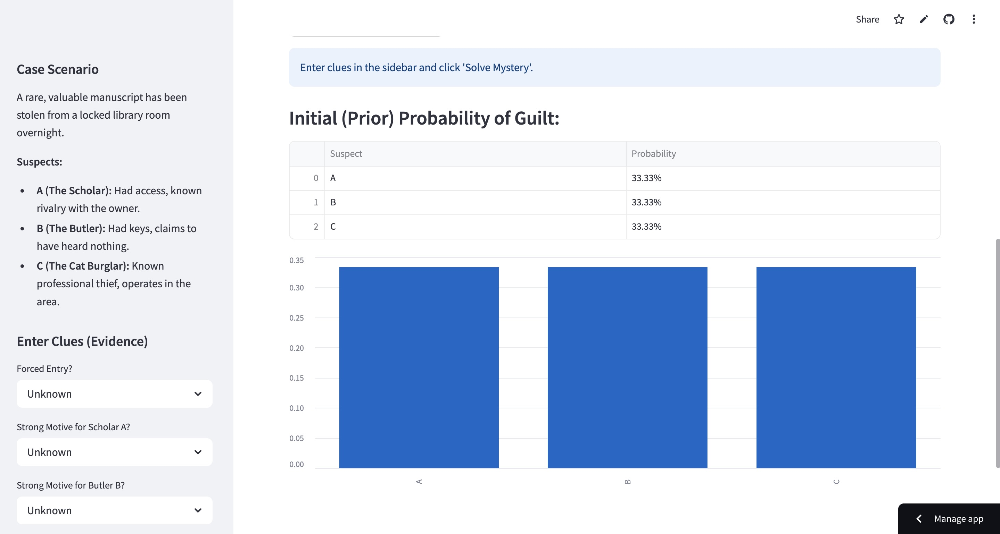 Share
Case Scenario
A rare, valuable manuscript has been
stolen from a locked library room
overnight.
Suspects:
A (The Scholar): Had access, known
rivalry with the owner.
B (The Butler): Had keys, claims to
have heard nothing.
C (The Cat Burglar): Known
professional thief, operates in the
area.
Enter Clues (Evidence)
Forced Entry?
Unknown
Strong Motive for Scholar A?
Unknown
Strong Motive for Butler B?
Unknown
Enter clues in the sidebar and click 'Solve Mystery'.
Initial (Prior) Probability of Guilt:
Suspect Probability
0 A 33.33%
1 B 33.33%
2 C 33.33%
0.35
0.30
0.25
0.20
0.15
0.10
0.05
0.00
A B C
Manage app